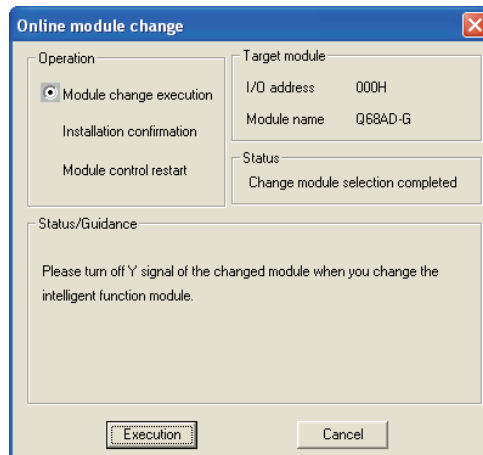 Online module change
Operation
Module change execution
Installation confirmation
Module control restart
Target module
I/O address 000H
Module name Q68AD-G
Status
Change module selection completed
Status/Guidance
Please turn off Y signal of the changed module when you change the
intelligent function module.
Execution
Cancel